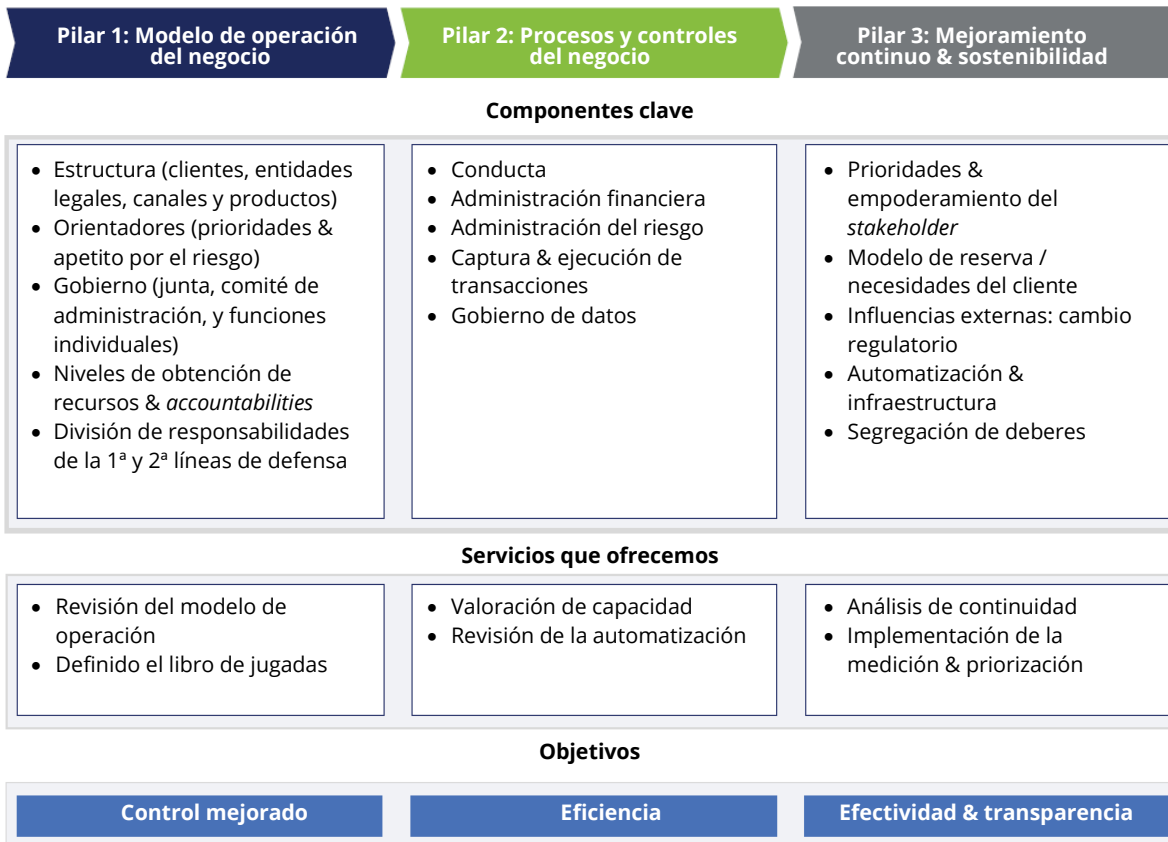 Pilar 1: Modelo de operación
del negocio
Pilar 2: Procesos y controles
del negocio
Pilar 3: Mejoramiento
continuo & sostenibilidad
Componentes clave
• Estructura (clientes, entidades
legales, canales y productos)
• Orientadores (prioridades &
apetito por el riesgo)
• Gobierno (junta, comité de
administración, y funciones
individuales)
• Niveles de obtención de
recursos & accountabilities
• División de responsabilidades
de la 1ª y 2ª líneas de defensa
• Conducta
• Administración financiera
• Administración del riesgo
• Captura & ejecución de
transacciones
• Gobierno de datos
• Prioridades &
empoderamiento del
stakeholder
• Modelo de reserva /
necesidades del cliente
• Influencias externas: cambio
regulatorio
• Automatización &
infraestructura
• Segregación de deberes
Servicios que ofrecemos
• Revisión del modelo de
operación
• Definido el libro de jugadas
• Valoración de capacidad
• Revisión de la automatización
• Análisis de continuidad
• Implementación de la
medición & priorización
Objetivos
Control mejorado
Eficiencia
Efectividad & transparencia